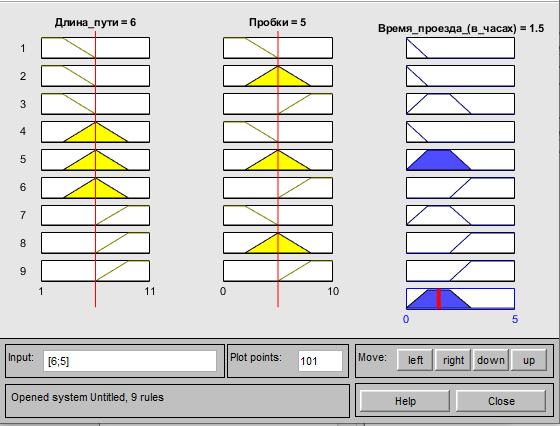 Длина_пути = 6
Пробки = 5
Время_проезда_(в_часах) = 1.5
1
2
3
4
5
6
7
8
9
1 11
0 10
0 5
Input: [6;5]
Plot points: 101
Move: left right down up
Opened system Untitled, 9 rules
Help Close